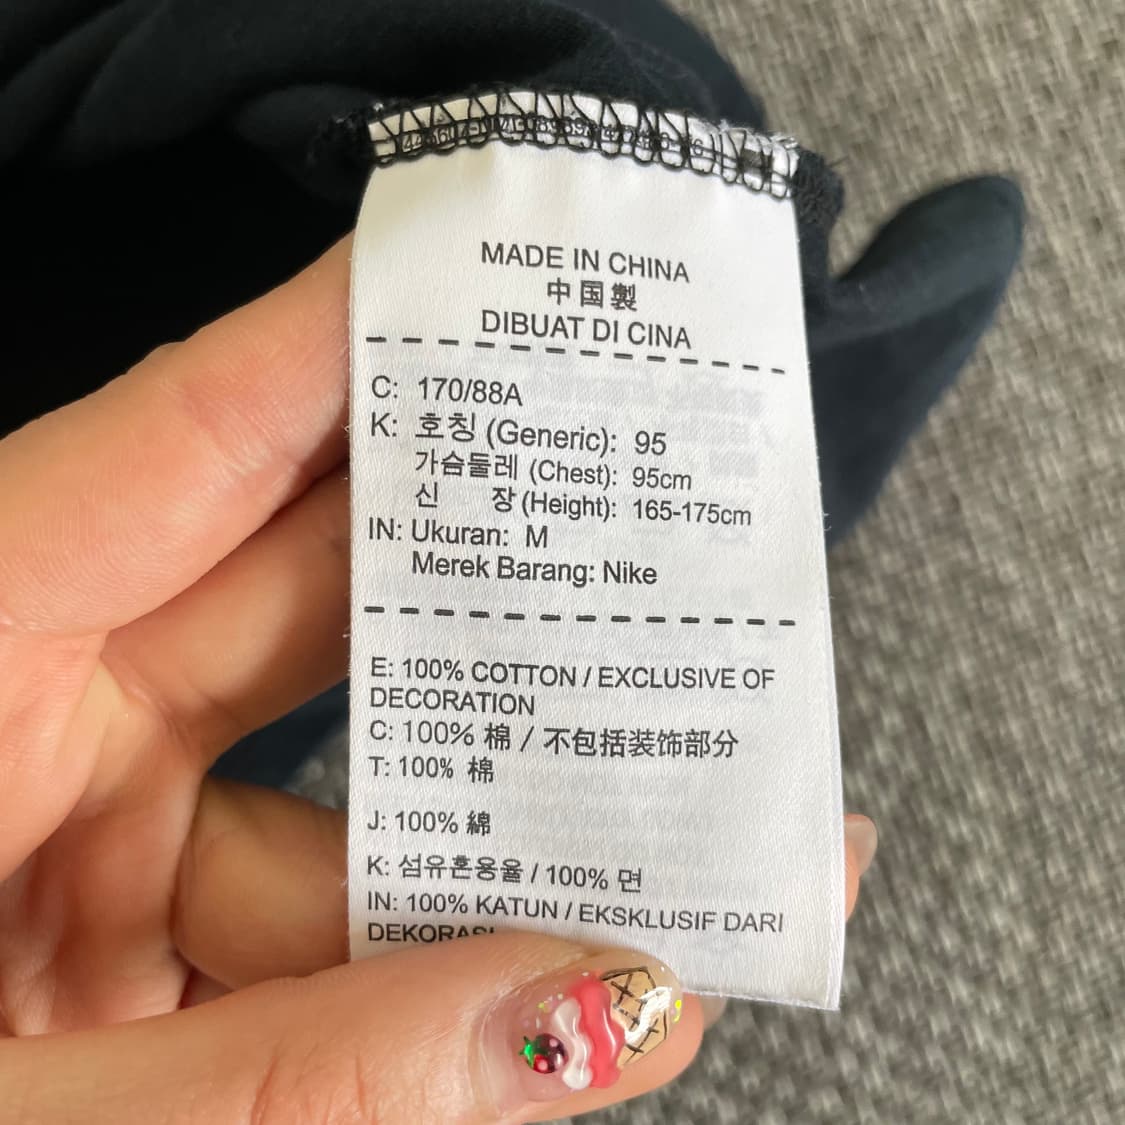 MADE IN CHINA
中国製
DIBUAT DI CINA
C: 170/88A
K: 호칭 (Generic): 95
가슴둘레 (Chest): 95cm
신 장 (Height): 165-175cm
IN: Ukuran: M
Merek Barang: Nike
E: 100% COTTON / EXCLUSIVE OF
DECORATION
C: 100% 棉 / 不包括装饰部分
T: 100% 棉
J: 100% 綿
K: 섬유혼용율 / 100% 면
IN: 100% KATUN / EKSKLUSIF DARI